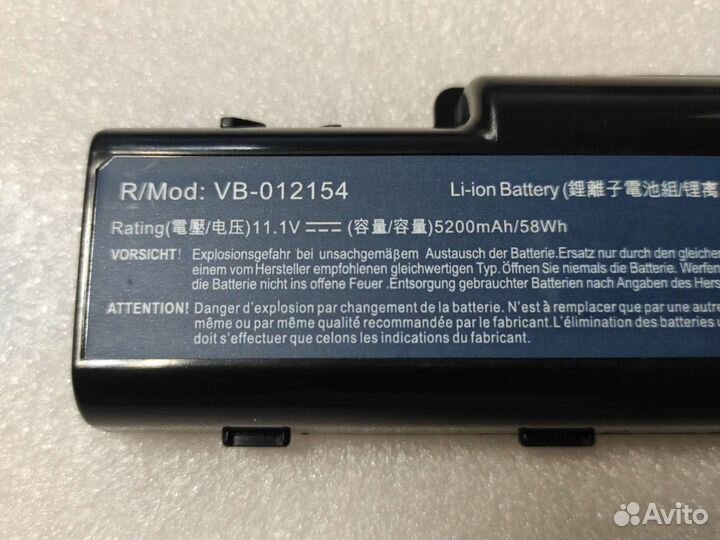 R/Mod: VB-012154
Li-ion Battery (鋰離子電池組/锂离
Rating(電壓/电压)11.1V⎓(容量/容量)5200mAh/58Wh
VORSICHT! Explosionsgefahr bei unsachgemaβem Austausch der Batterie.Ersatz nur durch den gleicher
einem vom Hersteller empfohlenen gleichwertigen Typ.Öffnen Sie niemals die Batterie. Werfen
die Batterie nicht ins offene Feuer .Entsorgung gebrauchter Batterien nach Angaben des Hers
ATTENTION! Danger d'explosion par changement de la batterie. N'est à remplacer que par une autre
même ou par même qualité recommandée par le fabricant.L'élimination des batteries u
doit s'effectuer que celons les indications du fabricant.
Avito